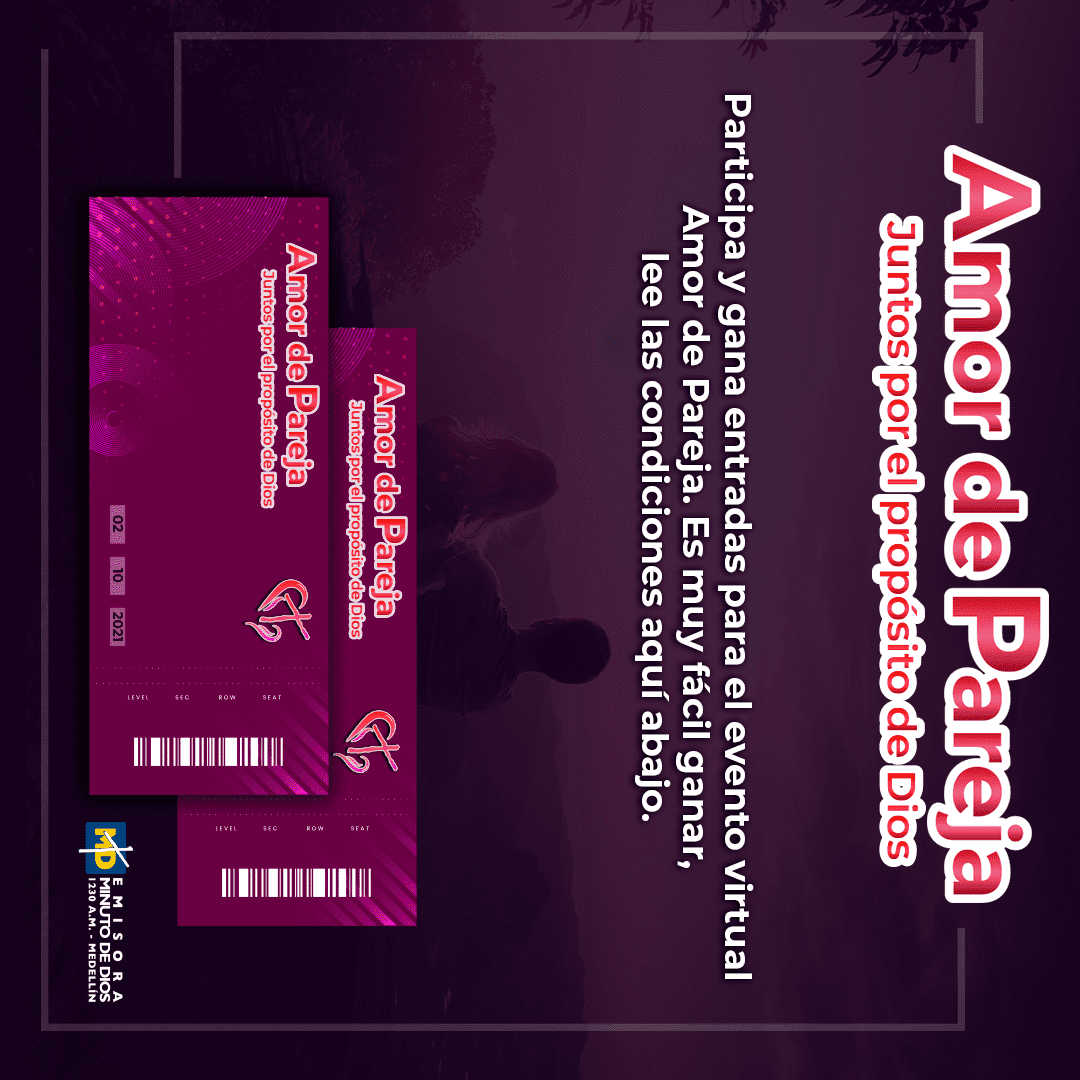 Amor de Pareja
Juntos por el propósito de Dios
Participa y gana entradas para el evento virtual
Amor de Pareja. Es muy fácil ganar,
lee las condiciones aquí abajo.
Amor de Pareja
Juntos por el propósito de Dios
LEVEL SEC ROW SEAT
Amor de Pareja
Juntos por el propósito de Dios
02 10 2021
LEVEL SEC ROW SEAT
MD
EMISORA
MINUTO DE DIOS
1230 A.M. - MEDELLÍN